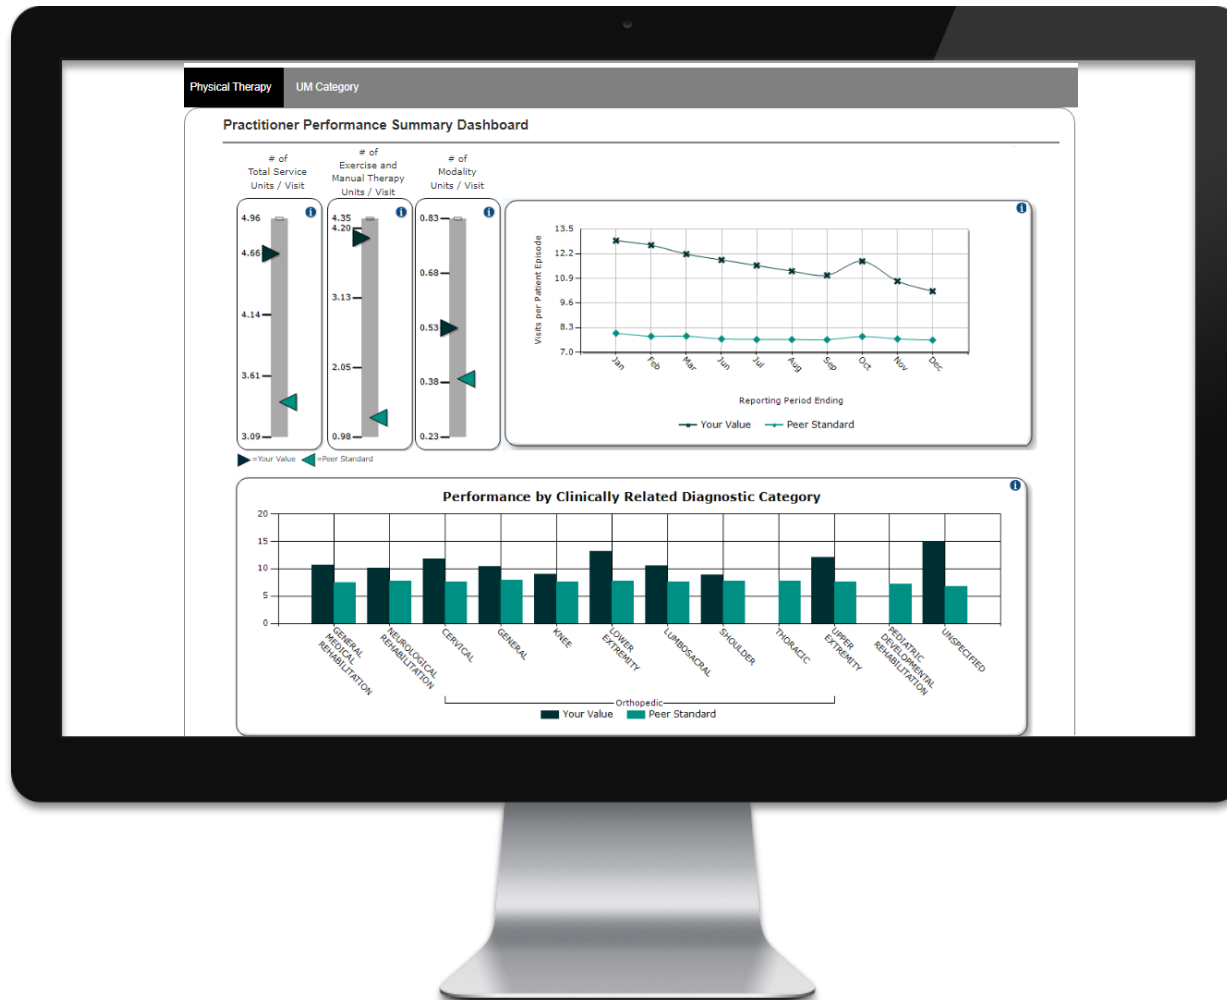 Physical Therapy
UM Category
Practitioner Performance Summary Dashboard
# of
Total Service
Units / Visit
# of
Exercise and
Manual Therapy
Units / Visit
# of
Modality
Units / Visit
4.96
4.66
4.14
3.61
3.09
4.35
4.20
3.13
2.05
0.98
0.83
0.68
0.53
0.38
0.23
=Your Value
=Peer Standard
Visits per Patient Episode
13.5
12.2
10.9
9.6
8.3
7.0
Jan
Feb
Mar
Jun
Jul
Aug
Sep
Oct
Nov
Dec
Reporting Period Ending
Your Value
Peer Standard
Performance by Clinically Related Diagnostic Category
20
15
10
5
0
GENERAL
MEDICAL
REHABILITATION
NEUROLOGICAL
REHABILITATION
CERVICAL
GENERAL
KNEE
LOWER
EXTREMITY
LUMBOSACRAL
SHOULDER
THORACIC
UPPER
EXTREMITY
PEDIATRIC
DEVELOPMENTAL
REHABILITATION
UNSPECIFIED
Orthopedic
Your Value
Peer Standard